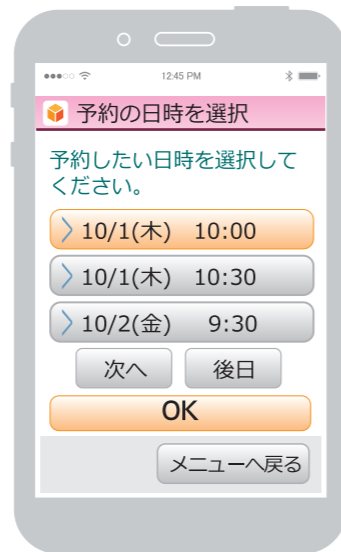 12:45 PM
予約の日時を選択
予約したい日時を選択して
ください。
10/1(木) 10:00
10/1(木) 10:30
10/2(金) 9:30
次へ 後日
OK
メニューへ戻る